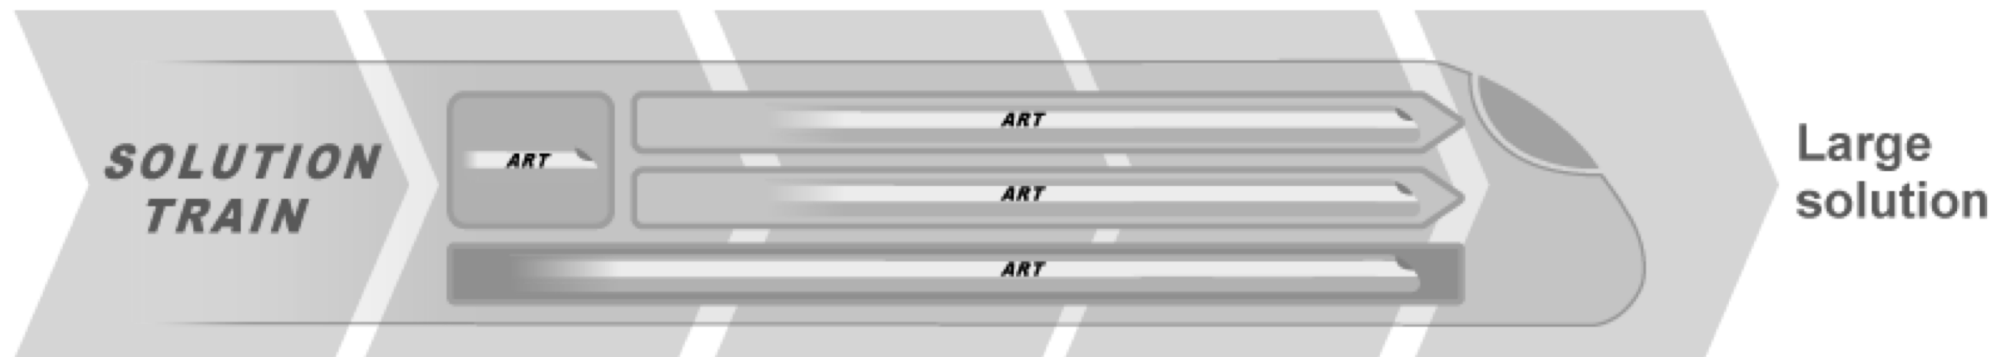 SOLUTION
TRAIN
ART
ART
ART
ART
Large
solution